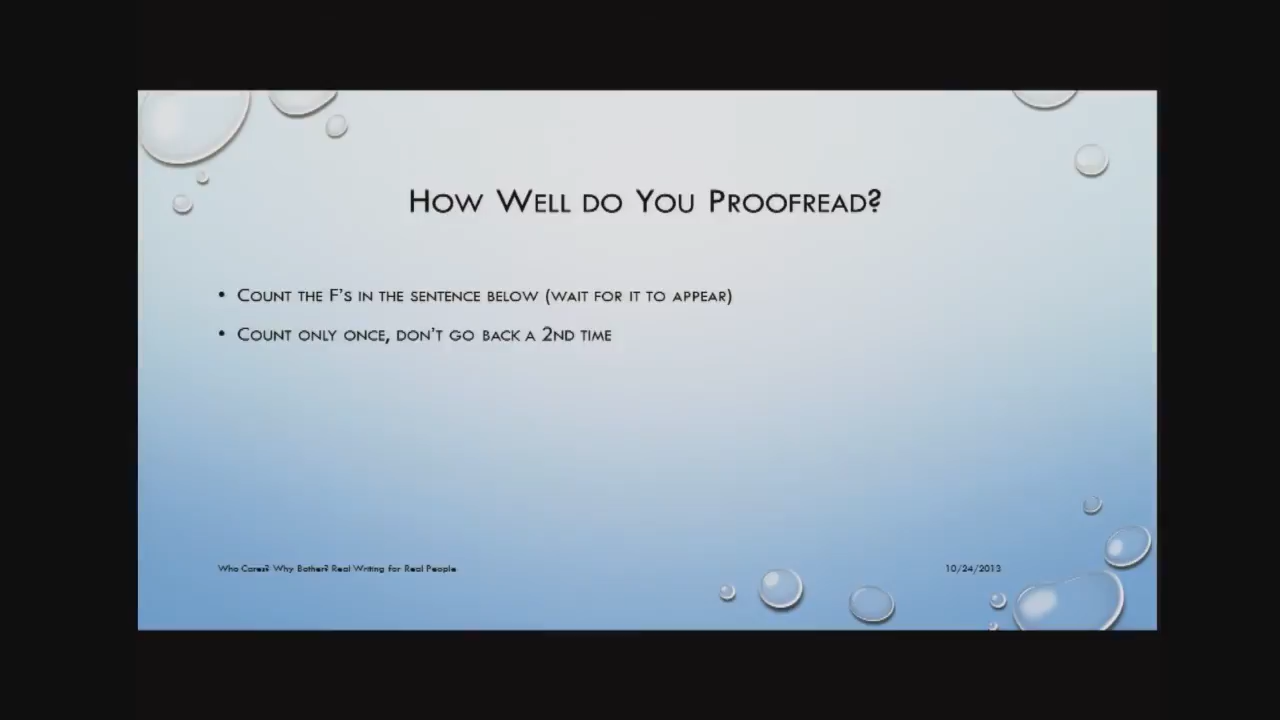 How Well do You Proofread?
• Count the F's in the sentence below (wait for it to appear)
• Count only once, don't go back a 2nd time
Who Cares? Why Bother? Real Writing for Real People
10/24/2013